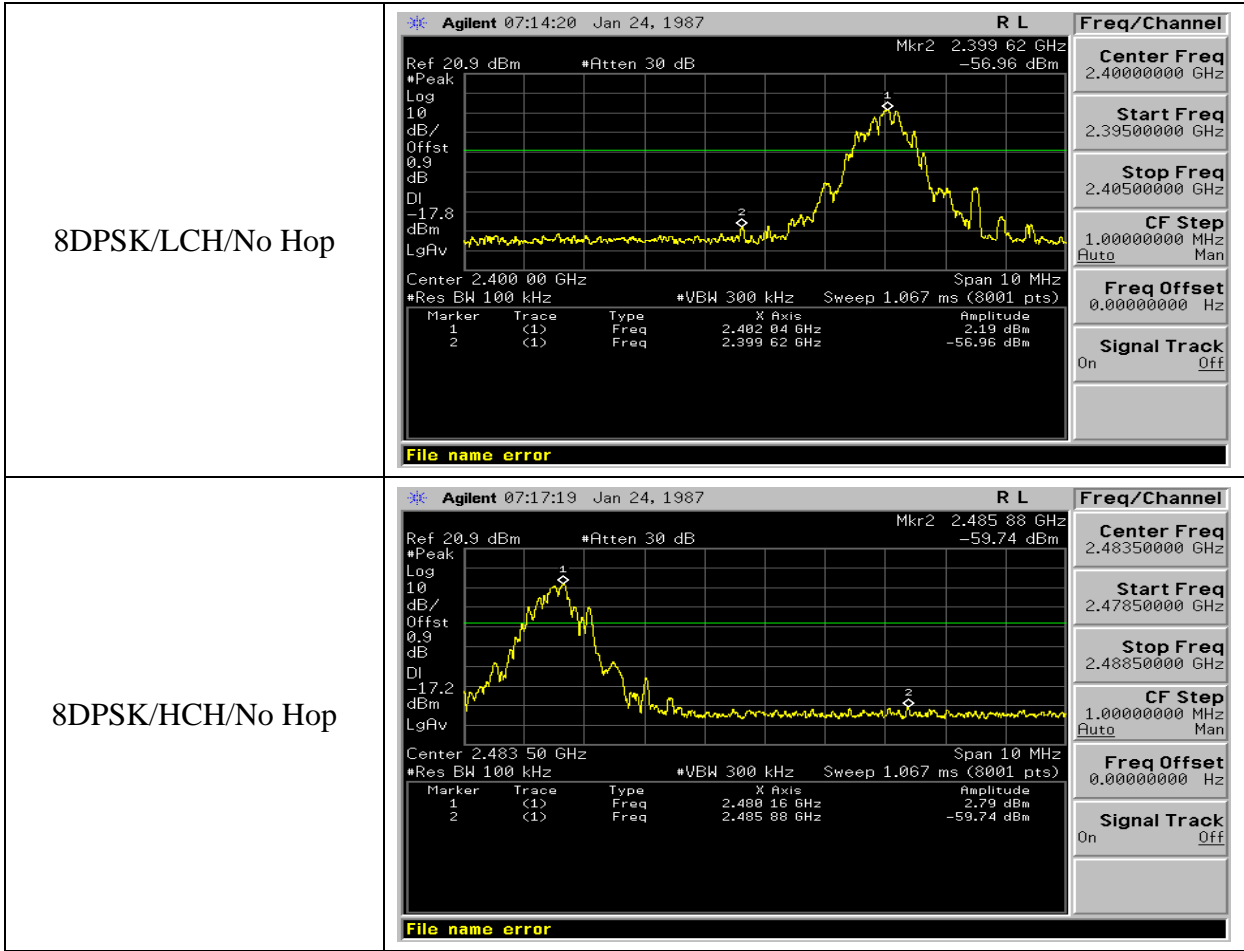 8DPSK/LCH/No Hop
Agilent 07:14:20 Jan 24, 1987 R L
Freq/Channel
Mkr2 2.399 62 GHz
Ref 20.9 dBm #Atten 30 dB -56.96 dBm
#Peak
Log
10
dB/
Offst
0.9
dB
DI
-17.8
dBm
LgAv
1
2
Center 2.400 00 GHz Span 10 MHz
#Res BW 100 kHz #VBW 300 kHz Sweep 1.067 ms (8001 pts)
Marker Trace Type X Axis Amplitude
1 (1) Freq 2.402 04 GHz 2.19 dBm
2 (1) Freq 2.399 62 GHz -56.96 dBm
File name error
Center Freq
2.40000000 GHz
Start Freq
2.39500000 GHz
Stop Freq
2.40500000 GHz
CF Step
1.00000000 MHz
Auto Man
Freq Offset
0.00000000 Hz
Signal Track
On Off
8DPSK/HCH/No Hop
Agilent 07:17:19 Jan 24, 1987 R L
Freq/Channel
Mkr2 2.485 88 GHz
Ref 20.9 dBm #Atten 30 dB -59.74 dBm
#Peak
Log
10
dB/
Offst
0.9
dB
DI
-17.2
dBm
LgAv
1
2
Center 2.483 50 GHz Span 10 MHz
#Res BW 100 kHz #VBW 300 kHz Sweep 1.067 ms (8001 pts)
Marker Trace Type X Axis Amplitude
1 (1) Freq 2.480 16 GHz 2.79 dBm
2 (1) Freq 2.485 88 GHz -59.74 dBm
File name error
Center Freq
2.48350000 GHz
Start Freq
2.47850000 GHz
Stop Freq
2.48850000 GHz
CF Step
1.00000000 MHz
Auto Man
Freq Offset
0.00000000 Hz
Signal Track
On Off